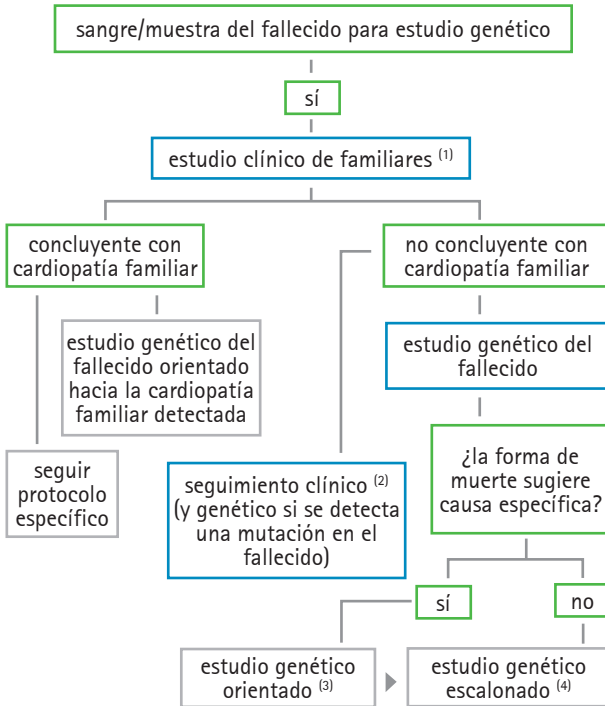 sangre/muestra del fallecido para estudio genético
sí
estudio clínico de familiares (1)
concluyente con
cardiopatía familiar
no concluyente con
cardiopatía familiar
estudio genético del
fallecido orientado
hacia la cardiopatía
familiar detectada
estudio genético del
fallecido
seguir
protocolo
específico
seguimiento clínico (2)
(y genético si se detecta
una mutación en el
fallecido)
¿la forma de
muerte sugiere
causa específica?
sí
no
estudio genético
orientado (3)
estudio genético
escalonado (4)